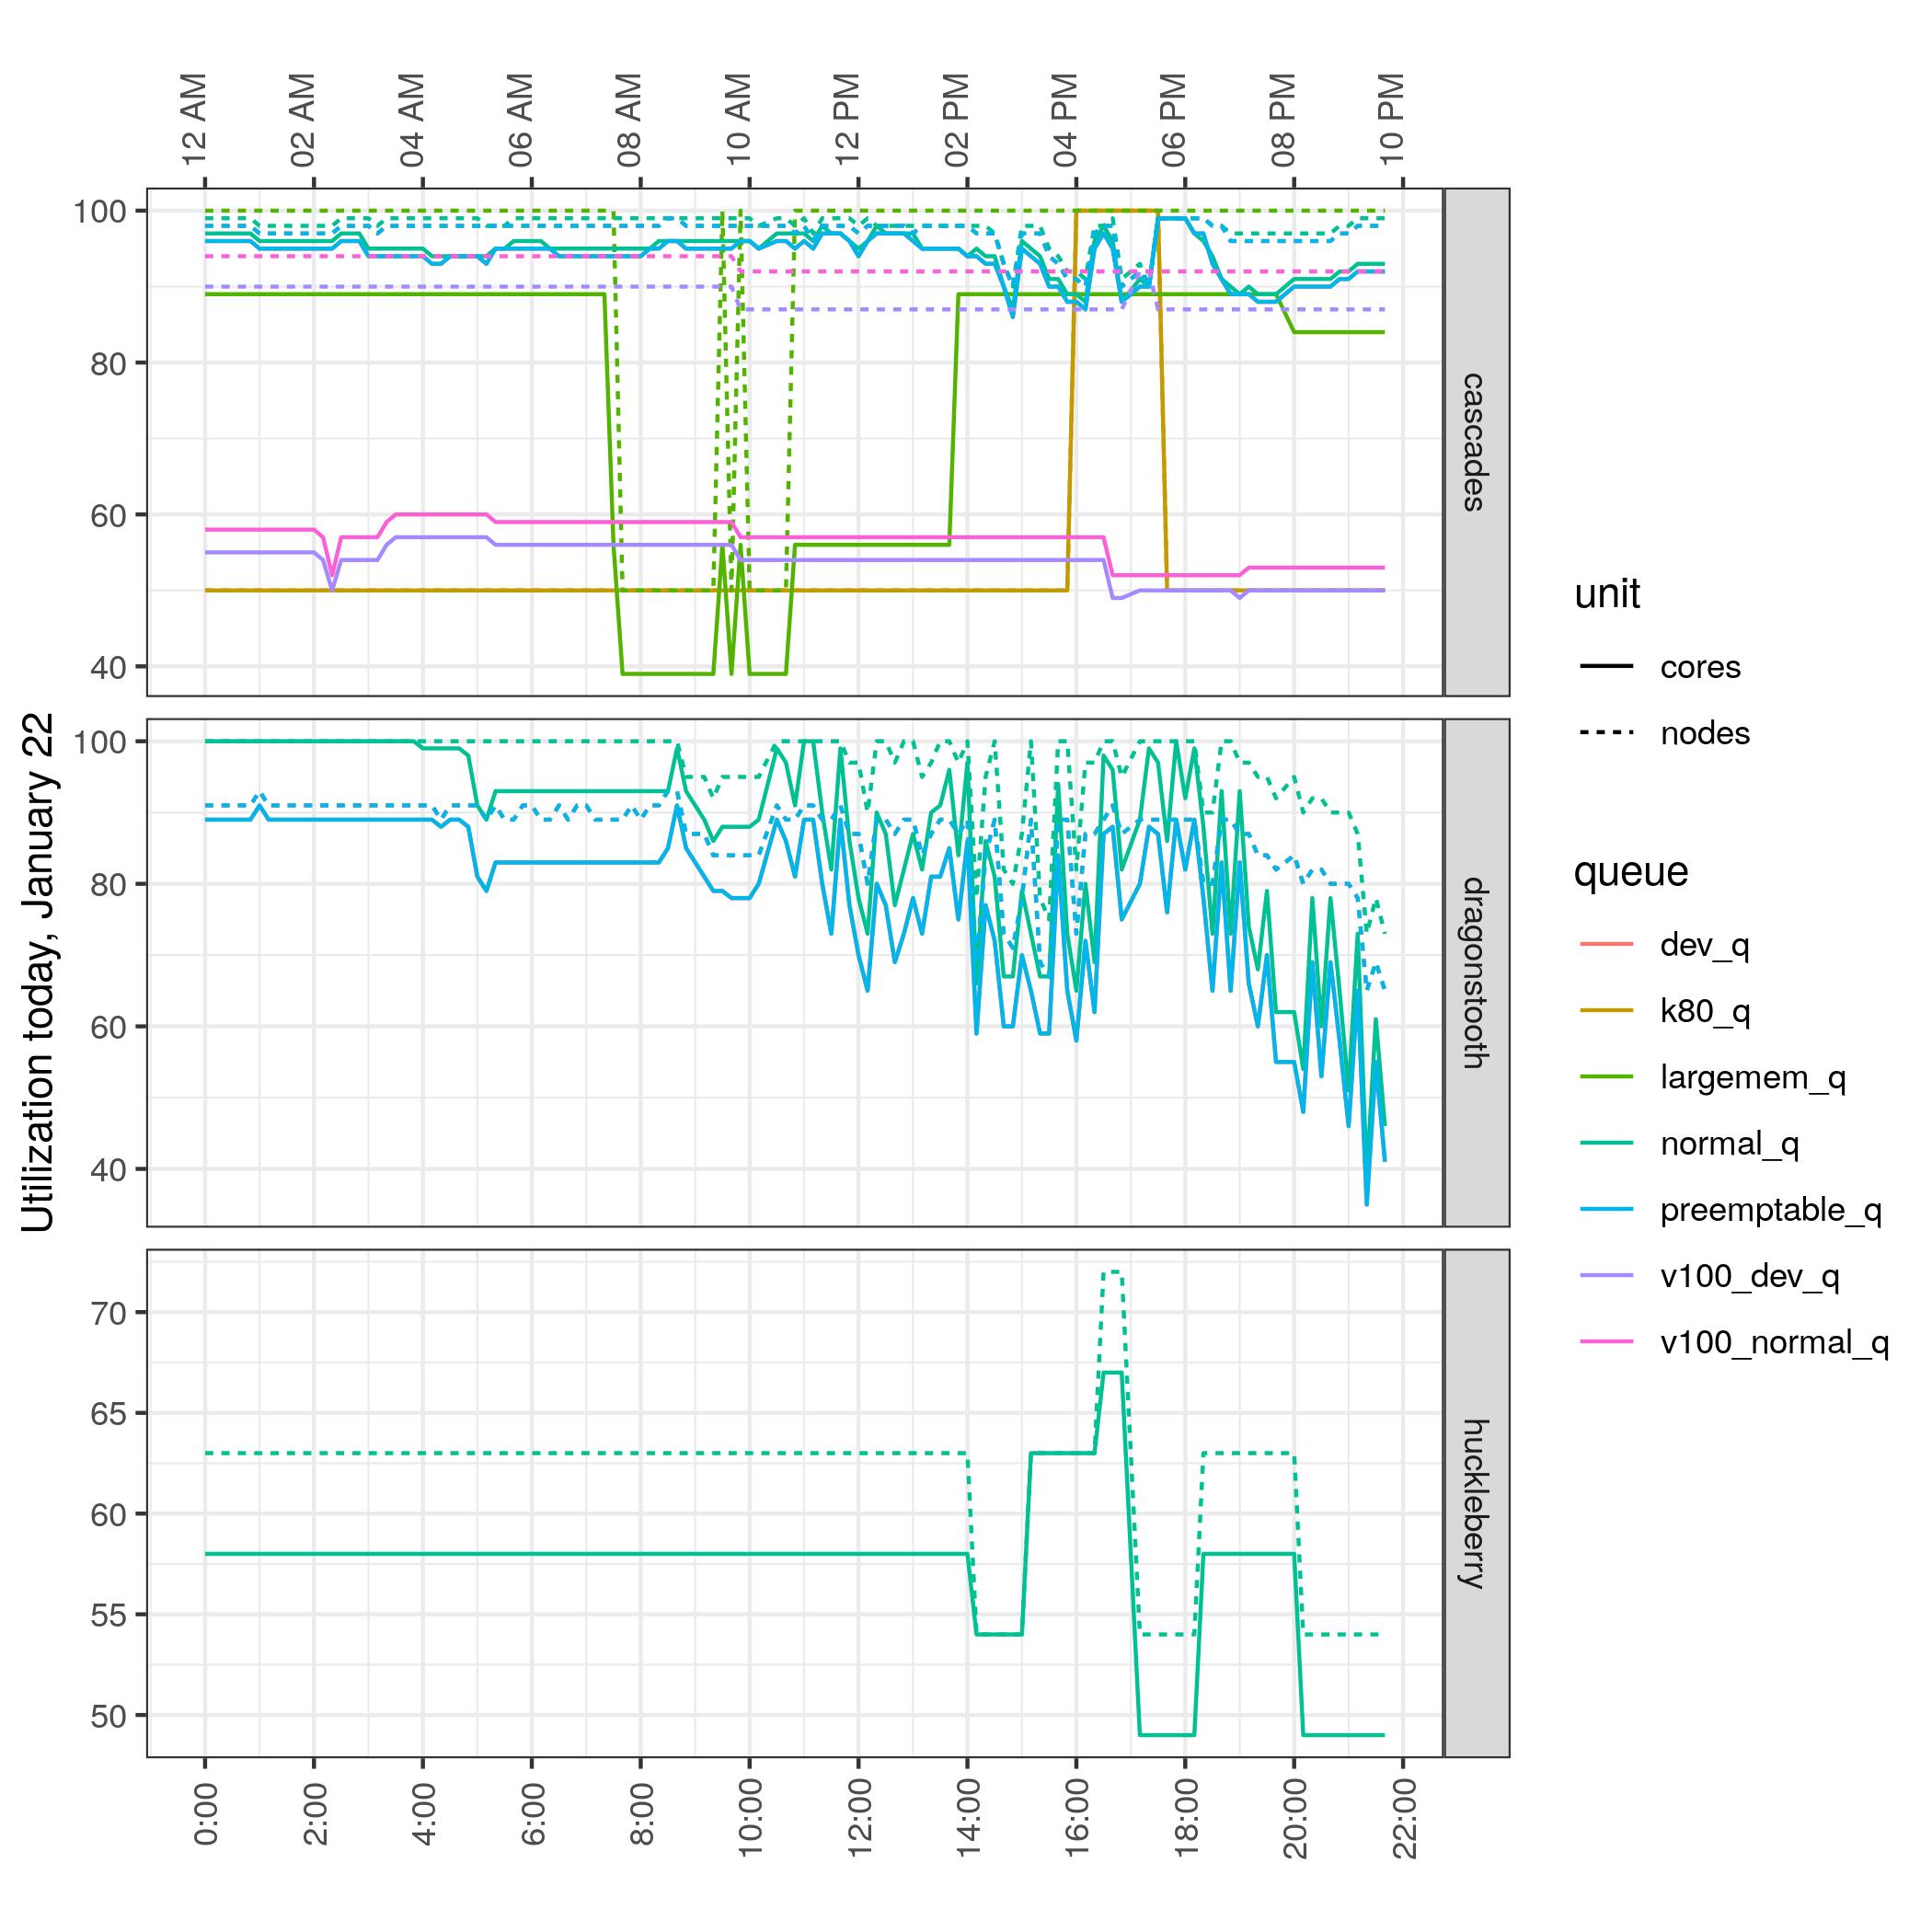 12 AM
02 AM
04 AM
06 AM
08 AM
10 AM
12 PM
02 PM
04 PM
06 PM
08 PM
10 PM
Utilization today, January 22
100
80
60
40
cascades
100
80
60
40
dragonstooth
70
65
60
55
50
huckleberry
0:00
2:00
4:00
6:00
8:00
10:00
12:00
14:00
16:00
18:00
20:00
22:00
unit
cores
nodes
queue
dev_q
k80_q
largemem_q
normal_q
preemptable_q
v100_dev_q
v100_normal_q